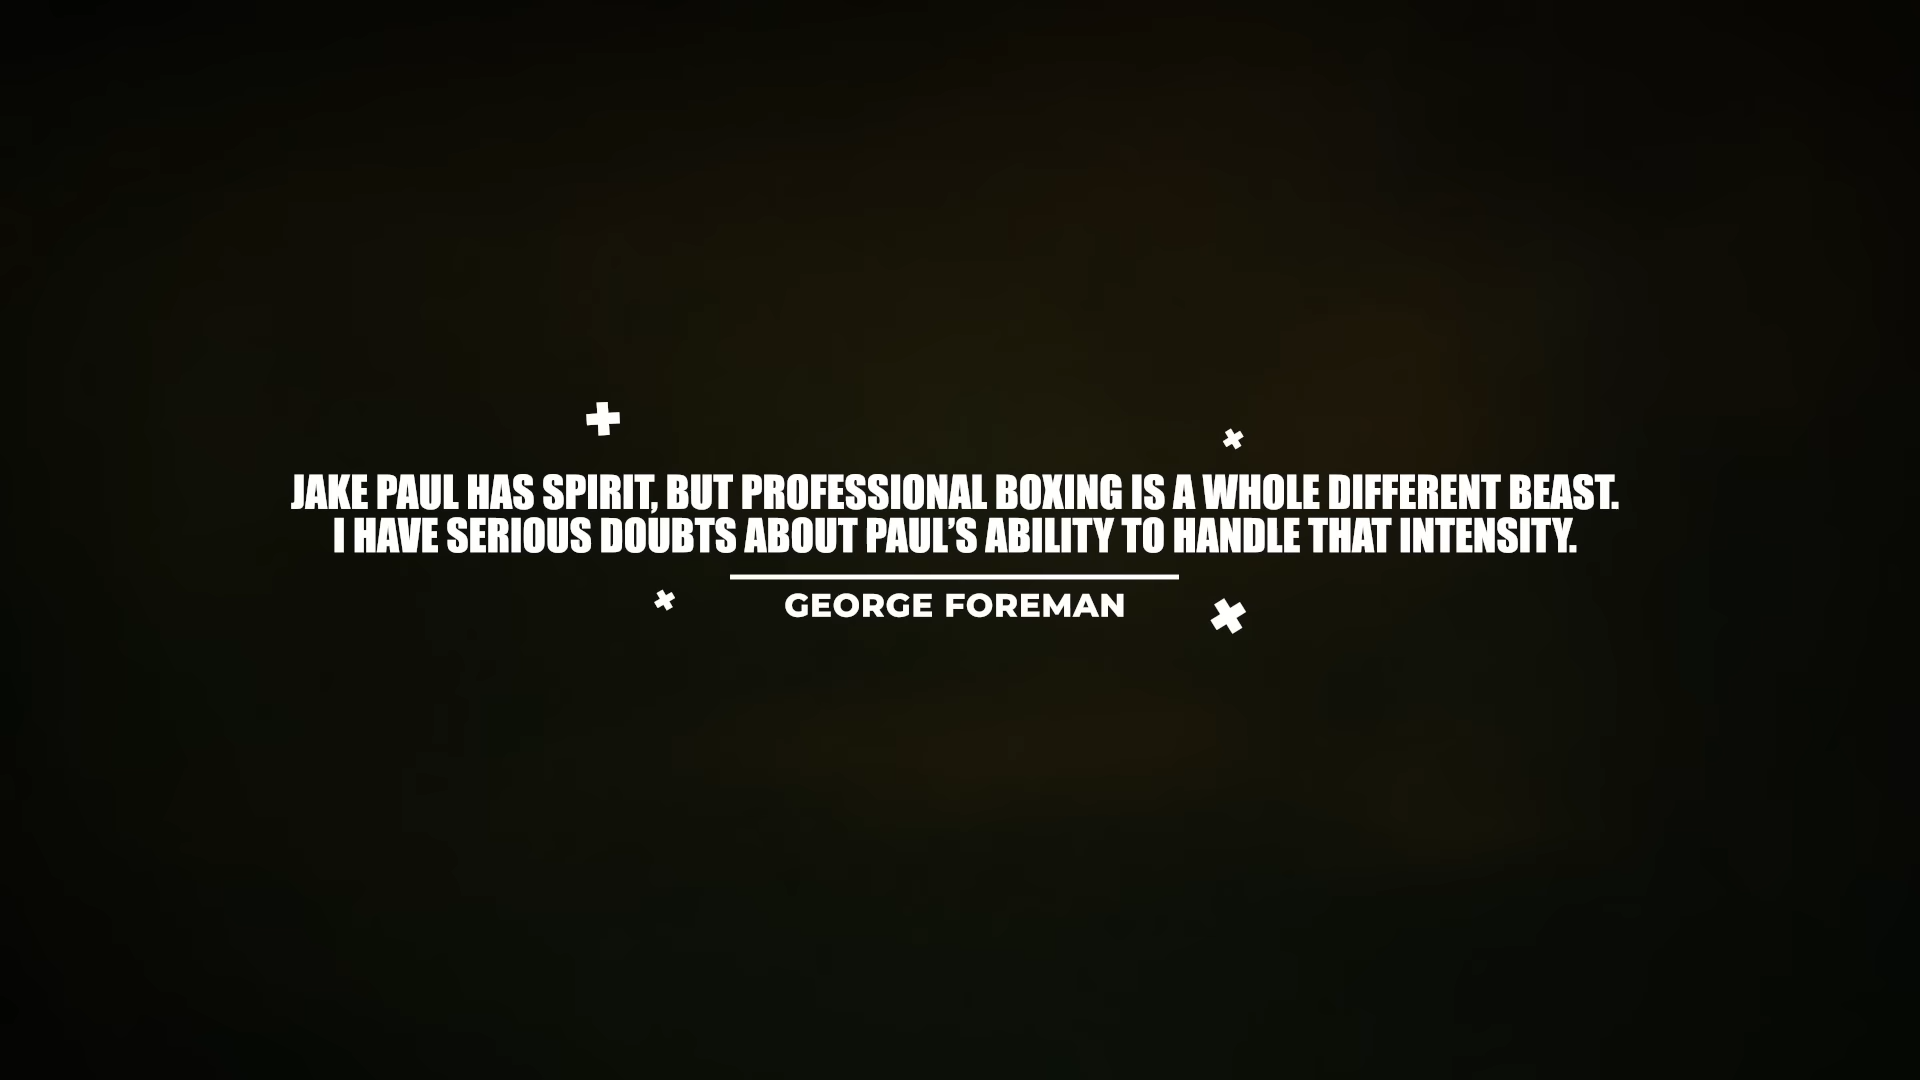 JAKE PAUL HAS SPIRIT, BUT PROFESSIONAL BOXING IS A WHOLE DIFFERENT BEAST.
I HAVE SERIOUS DOUBTS ABOUT PAUL’S ABILITY TO HANDLE THAT INTENSITY.
GEORGE FOREMAN